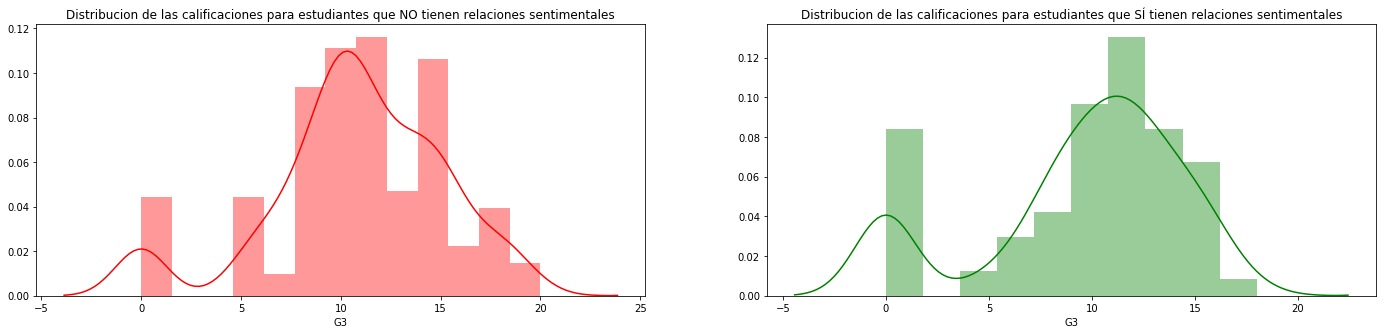 Distribucion de las calificaciones para estudiantes que NO tienen relaciones sentimentales
0.12
0.10
0.08
0.06
0.04
0.02
0.00
−5 0 5 10 15 20 25
G3
Distribucion de las calificaciones para estudiantes que SÍ tienen relaciones sentimentales
0.12
0.10
0.08
0.06
0.04
0.02
0.00
−5 0 5 10 15 20
G3